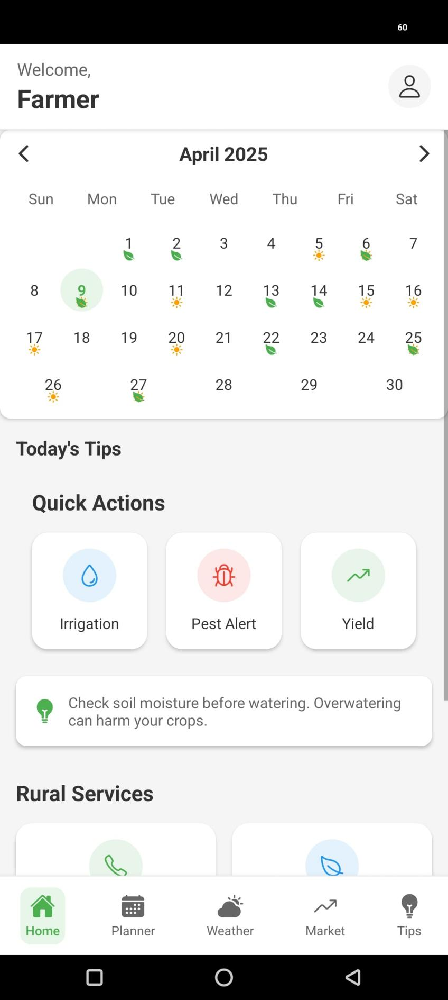 60
Welcome,
Farmer
April 2025
Sun Mon Tue Wed Thu Fri Sat
1 2 3 4 5 6 7
8 9 10 11 12 13 14 15 16
17 18 19 20 21 22 23 24 25
26 27 28 29 30
Today's Tips
Quick Actions
Irrigation Pest Alert Yield
Check soil moisture before watering. Overwatering
can harm your crops.
Rural Services
Home Planner Weather Market Tips